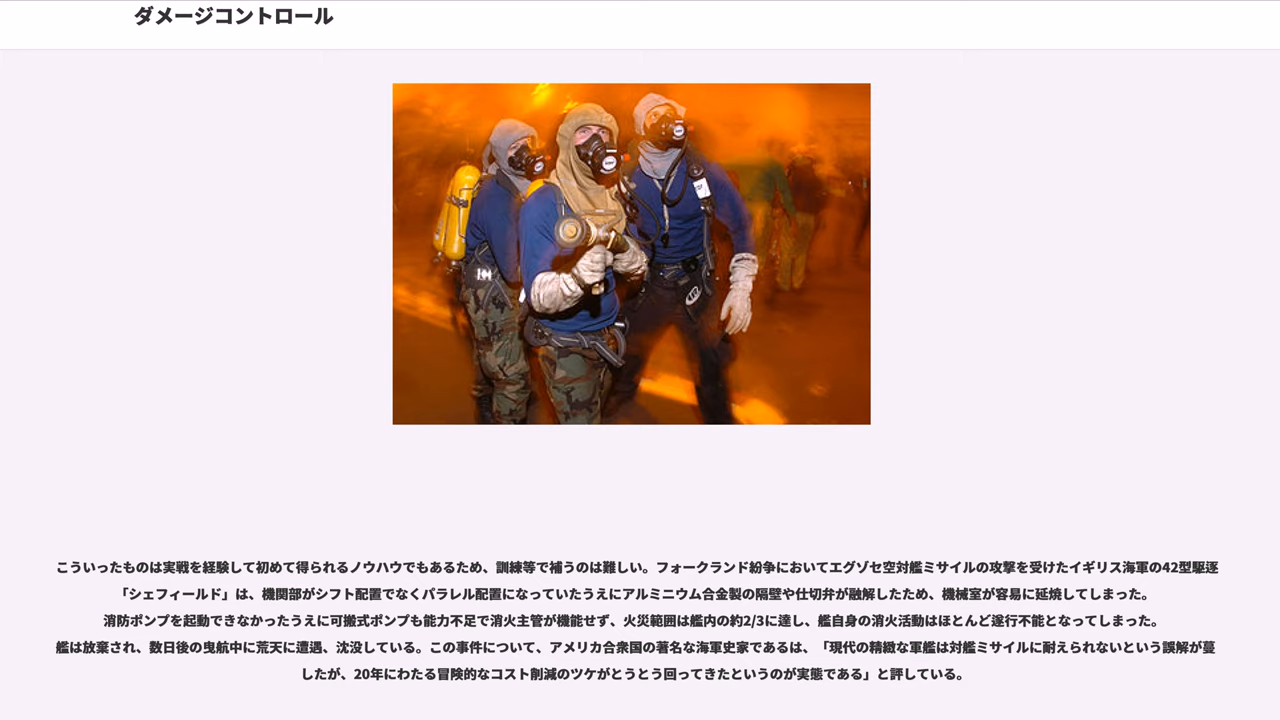 ダメージコントロール
こういったものは実戦を経験して初めて得られるノウハウでもあるため、訓練等で補うのは難しい。フォークランド紛争においてエグゾセ空対艦ミサイルの攻撃を受けたイギリス海軍の42型駆逐
「シェフィールド」は、機関部がシフト配置でなくパラレル配置になっていたうえにアルミニウム合金製の隔壁や仕切弁が融解したため、機械室が容易に延焼してしまった。
消防ポンプを起動できなかったうえに可搬式ポンプも能力不足で消火主管が機能せず、火災範囲は艦内の約2/3に達し、艦自身の消火活動はほとんど遂行不能となってしまった。
艦は放棄され、数日後の曳航中に荒天に遭遇、沈没している。この事件について、アメリカ合衆国の著名な海軍史家であるは、「現代の精緻な軍艦は対艦ミサイルに耐えられないという誤解が蔓
したが、20年にわたる冒険的なコスト削減のツケがとうとう回ってきたというのが実態である」と評している。